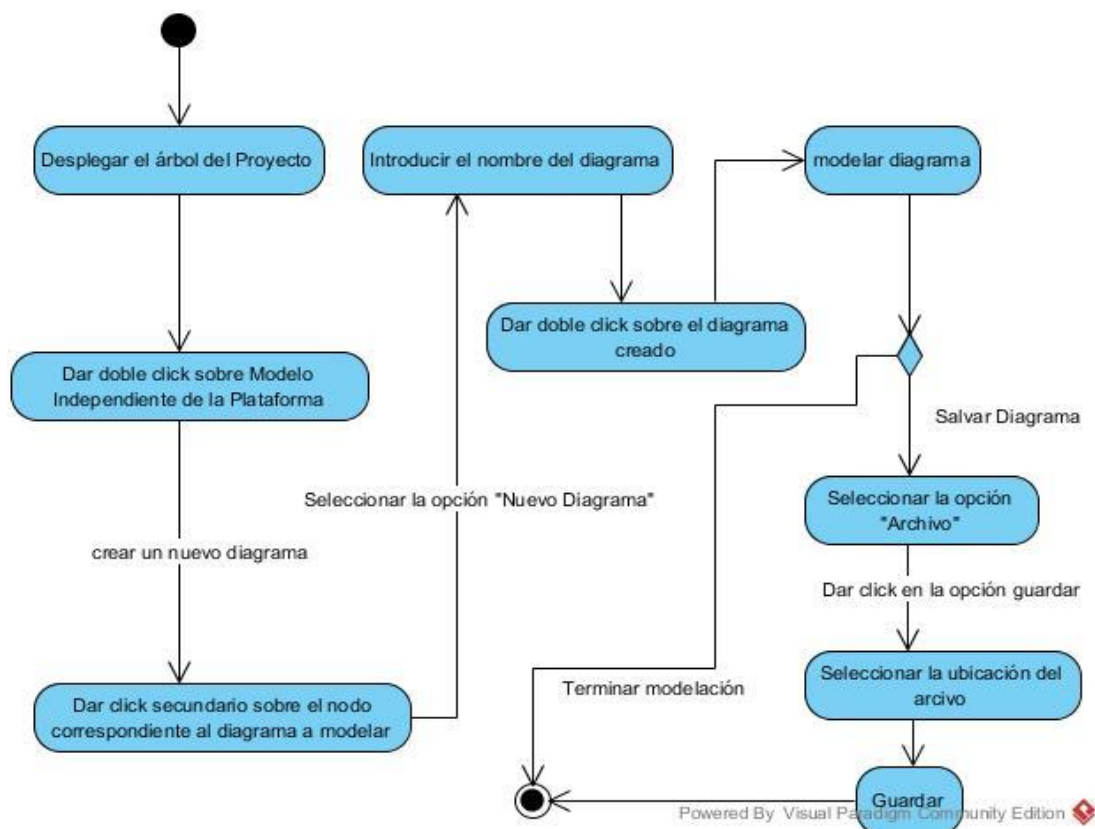 Desplegar el árbol del Proyecto
Introducir el nombre del diagrama
modelar diagrama
Dar doble click sobre el diagrama
creado
Dar doble click sobre Modelo
Independiente de la Plataforma
Salvar Diagrama
Seleccionar la opción "Nuevo Diagrama"
Seleccionar la opción
"Archivo"
crear un nuevo diagrama
Dar click en la opción guardar
Terminar modelación
Seleccionar la ubicación del
arcivo
Dar click secundario sobre el nodo
correspondiente al diagrama a modelar
Guardar
Powered By Visual Paradigm Community Edition